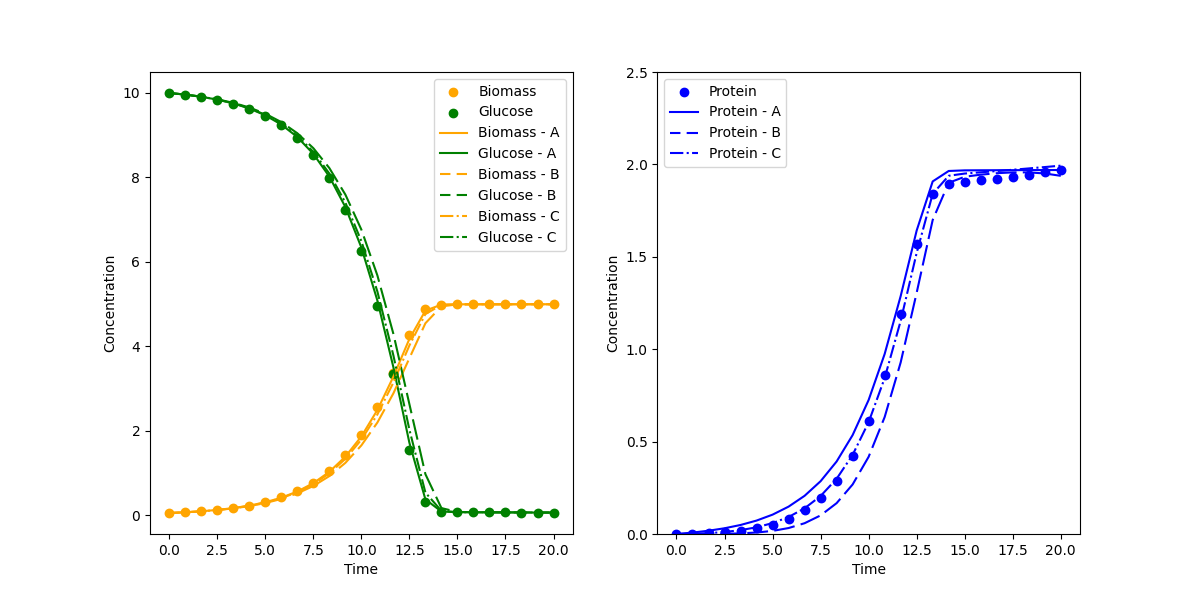 Biomass
Glucose
Biomass - A
Glucose - A
Biomass - B
Glucose - B
Biomass - C
Glucose - C
10
8
6
4
2
0
Concentration
0.0 2.5 5.0 7.5 10.0 12.5 15.0 17.5 20.0
Time
Protein
Protein - A
Protein - B
Protein - C
2.5
2.0
1.5
1.0
0.5
0.0
Concentration
0.0 2.5 5.0 7.5 10.0 12.5 15.0 17.5 20.0
Time